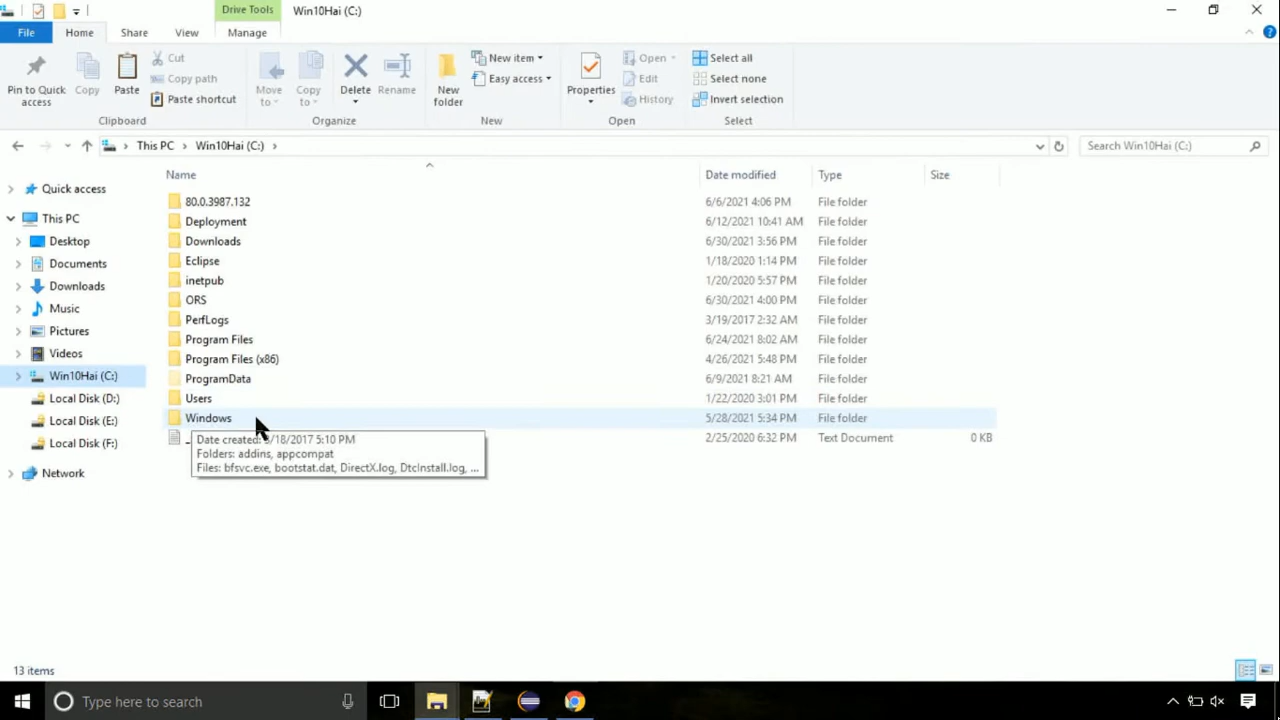 Drive Tools Win10Hai (C:)
File Home Share View Manage
Pin to Quick access
Copy
Paste
Cut
Copy path
Paste shortcut
Clipboard
Move to
Copy to
Delete
Rename
Organize
New folder
New item
Easy access
New
Properties
Open
Edit
History
Open
Select all
Select none
Invert selection
Select
This PC > Win10Hai (C:) >
Search Win10Hai (C:)
Quick access
This PC
Desktop
Documents
Downloads
Music
Pictures
Videos
Win10Hai (C:)
Local Disk (D:)
Local Disk (E:)
Local Disk (F:)
Network
Name Date modified Type Size
80.0.3987.132 6/6/2021 4:06 PM File folder
Deployment 6/12/2021 10:41 AM File folder
Downloads 6/30/2021 3:56 PM File folder
Eclipse 1/18/2020 1:14 PM File folder
inetpub 1/20/2020 5:57 PM File folder
ORS 6/30/2021 4:00 PM File folder
PerfLogs 3/19/2017 2:32 AM File folder
Program Files 6/24/2021 8:02 AM File folder
Program Files (x86) 4/26/2021 5:48 PM File folder
ProgramData 6/9/2021 8:21 AM File folder
Users 1/22/2020 3:01 PM File folder
Windows 5/28/2021 5:34 PM File folder
2/25/2020 6:32 PM Text Document 0 KB
Date created: /18/2017 5:10 PM
Folders: addins, appcompat
Files: bfsvc.exe, bootstat.dat, DirectX.log, DtcInstall.log, ...
13 items
Type here to search